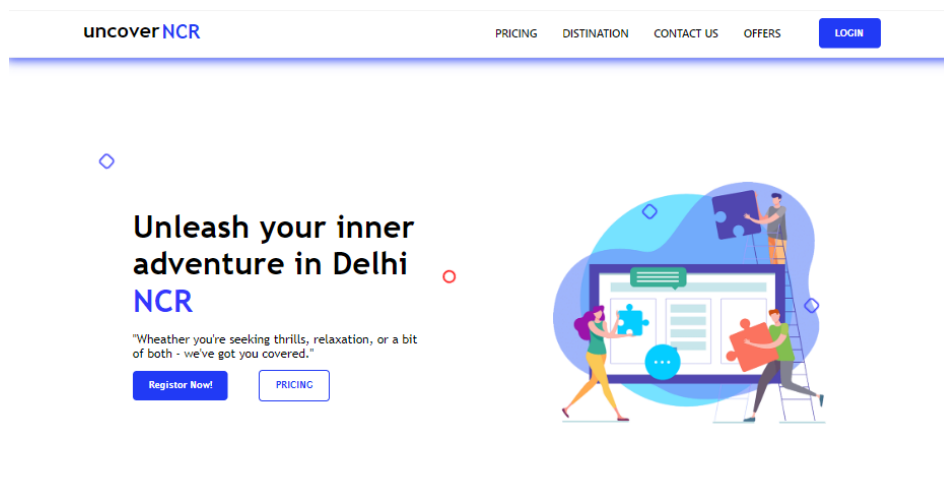 uncover NCR
PRICING DISTINATION CONTACT US OFFERS LOGIN
Unleash your inner
adventure in Delhi
NCR
"Wheather you're seeking thrills, relaxation, or a bit
of both - we've got you covered."
Registor Now! PRICING